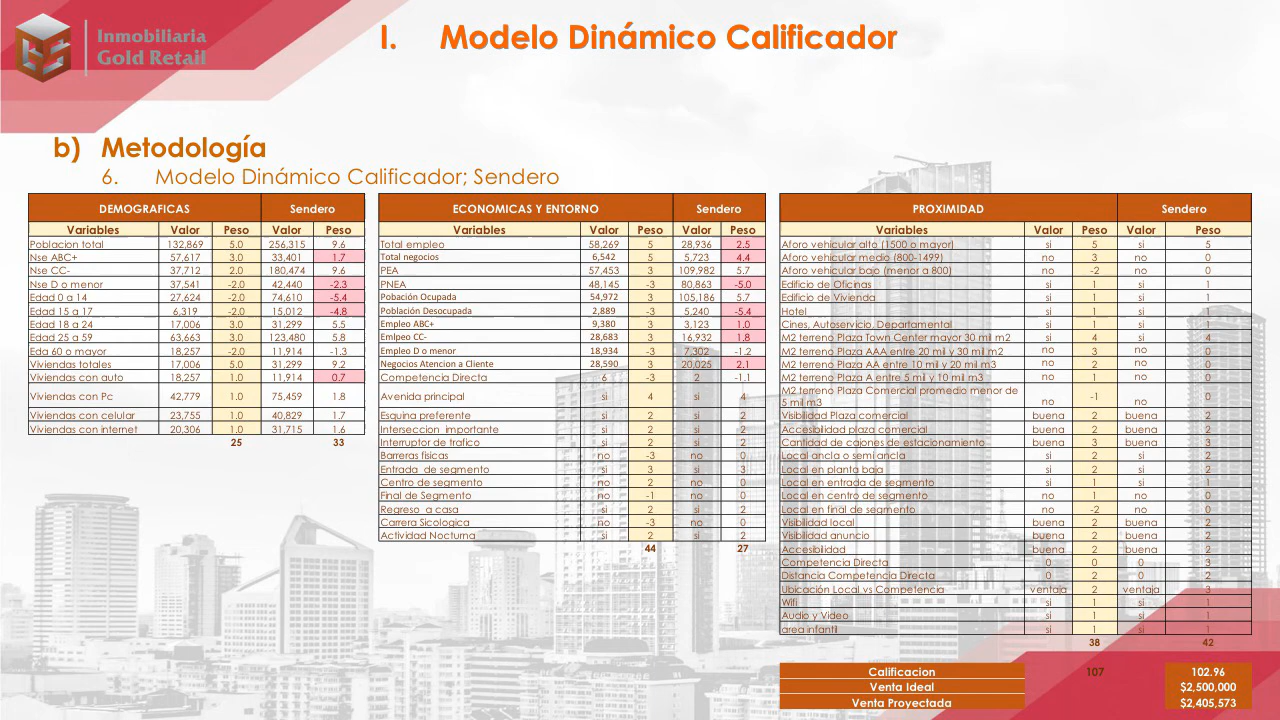 Inmobiliaria
Gold Retail
I. Modelo Dinámico Calificador
b) Metodología
6. Modelo Dinámico Calificador; Sendero
DEMOGRAFICAS Sendero
Variables Valor Peso Valor Peso
Poblacion total 132,869 5.0 256,315 9.6
Nse ABC+ 57,617 3.0 33,401 1.7
Nse CC- 37,712 2.0 180,474 9.6
Nse D o menor 37,541 -2.0 42,440 -2.3
Edad 0 a 14 27,624 -2.0 74,610 -5.4
Edad 15 a 17 6,319 -2.0 15,012 -4.8
Edad 18 a 24 17,006 3.0 31,299 5.5
Edad 25 a 59 63,663 3.0 123,480 5.8
Eda 60 o mayor 18,257 -2.0 11,914 -1.3
Viviendas totales 17,006 5.0 31,299 9.2
Viviendas con auto 18,257 1.0 11,914 0.7
Viviendas con Pc 42,779 1.0 75,459 1.8
Viviendas con celular 23,755 1.0 40,829 1.7
Viviendas con internet 20,306 1.0 31,715 1.6
25 33
ECONOMICAS Y ENTORNO Sendero
Variables Valor Peso Valor Peso
Total empleo 58,269 5 28,936 2.5
Total negocios 6,542 5 5,723 4.4
PEA 57,453 3 109,982 5.7
PNEA 48,145 -3 80,863 -5.0
Pobación Ocupada 54,972 3 105,186 5.7
Población Desocupada 2,889 -3 5,240 -5.4
Empleo ABC+ 9,380 3 3,123 1.0
Emlpeo CC- 28,683 3 16,932 1.8
Empleo D o menor 18,934 -3 7,302 -1.2
Negocios Atencion a Cliente 28,590 3 20,025 2.1
Competencia Directa 6 -3 2 -1.1
Avenida principal si 4 si 4
Esquina preferente si 2 si 2
Interseccion importante si 2 si 2
Interruptor de trafico si 2 si 2
Barreras físicas no -3 no 0
Entrada de segmento si 3 si 3
Centro de segmento no 2 no 0
Final de Segmento no -1 no 0
Regreso a casa si 2 si 2
Carrera Sicologica no -3 no 0
Actividad Nocturna si 2 si 2
44 27
PROXIMIDAD Sendero
Variables Valor Peso Valor Peso
Aforo vehicular alto (1500 o mayor) si 5 si 5
Aforo vehicular medio (800-1499) no 3 no 0
Aforo vehicular bajo (menor a 800) no -2 no 0
Edificio de Oficinas si 1 si 1
Edificio de Vivienda si 1 si 1
Hotel si 1 si 1
Cines, Autoservicio, Departamental si 1 si 1
M2 terreno Plaza Town Center mayor 30 mil m2 si 4 si 4
M2 terreno Plaza AAA entre 20 mil y 30 mil m2 no 3 no 0
M2 terreno Plaza AA entre 10 mil y 20 mil m3 no 2 no 0
M2 terreno Plaza A entre 5 mil y 10 mil m3 no 1 no 0
M2 terreno Plaza Comercial promedio menor de
5 mil m3 no -1 no 0
Visibilidad Plaza comercial buena 2 buena 2
Accesibilidad plaza comercial buena 2 buena 2
Cantidad de cajones de estacionamiento buena 3 buena 3
Local ancla o semi ancla si 2 si 2
Local en planta baja si 2 si 2
Local en entrada de segmento si 1 si 1
Local en centro de segmento no 1 no 0
Local en final de segmento no -2 no 0
Visibilidad local buena 2 buena 2
Visibilidad anuncio buena 2 buena 2
Accesibilidad buena 2 buena 2
Competencia Directa 0 0 0 3
Distancia Competencia Directa 0 2 0 2
Ubicación Local vs Competencia ventaja 2 ventaja 3
Wifi si 1 si 1
Audio y Video si 1 si 1
area infantil si 1 si 1
38 42
Calificacion 107 102.96
Venta Ideal $2,500,000
Venta Proyectada $2,405,573